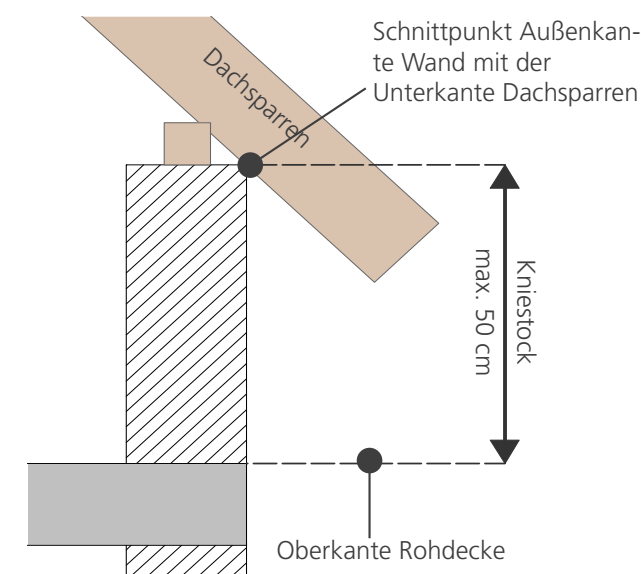 Schnittpunkt Außenkan-
te Wand mit der
Unterkante Dachsparren
Dachsparren
Kniestock
max. 50 cm
Oberkante Rohdecke